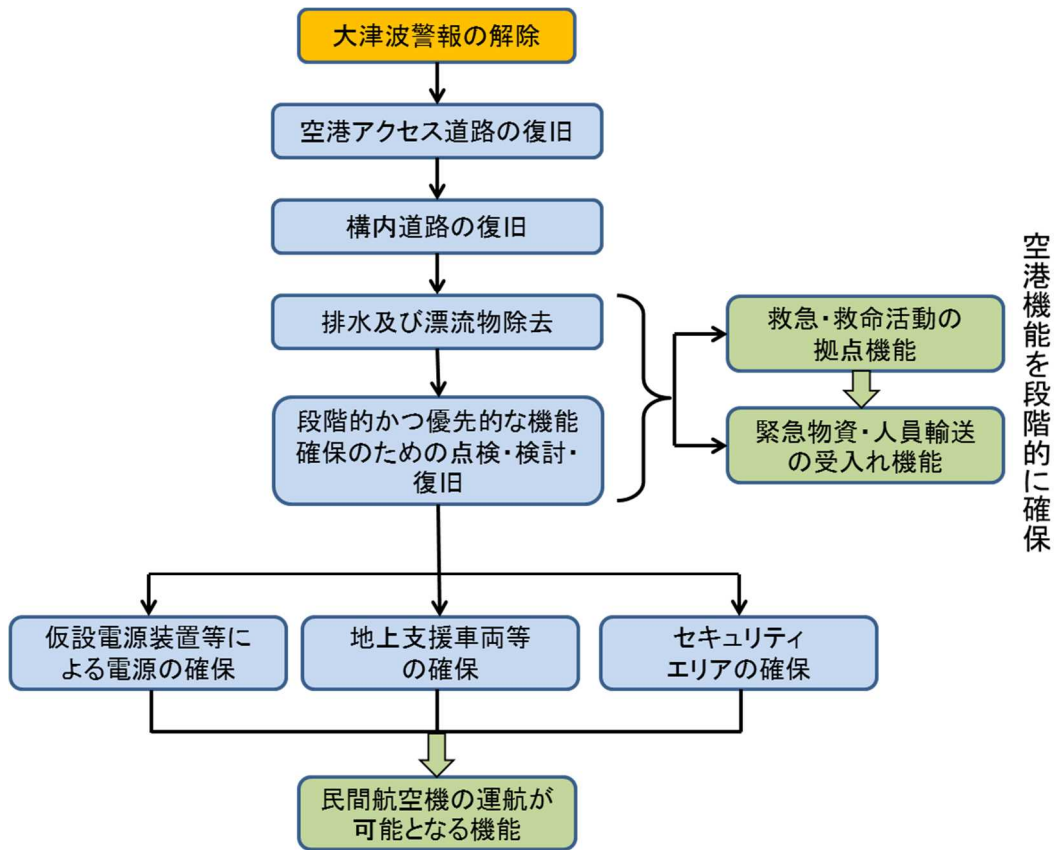 大津波警報の解除
空港アクセス道路の復旧
構内道路の復旧
排水及び漂流物除去
段階的かつ優先的な機能
確保のための点検・検討・
復旧
救急・救命活動の
拠点機能
緊急物資・人員輸送
の受入れ機能
空港機能を段階的に確保
仮設電源装置等に
よる電源の確保
地上支援車両等
の確保
セキュリティ
エリアの確保
民間航空機の運航が
可能となる機能